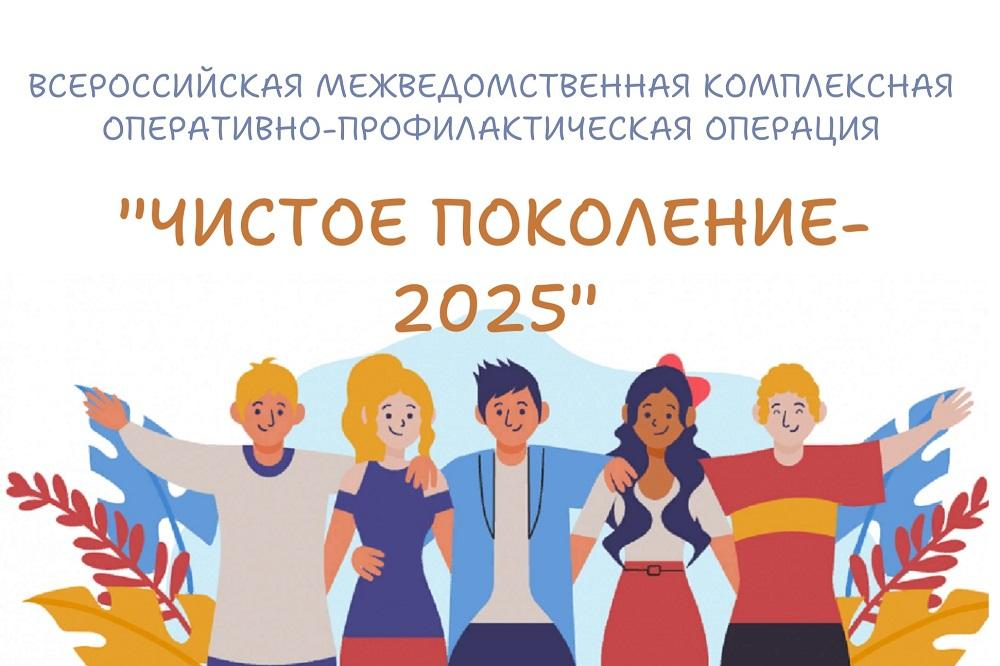 ВСЕРОССИЙСКАЯ МЕЖВЕДОМСТВЕННАЯ КОМПЛЕКСНАЯ
ОПЕРАТИВНО-ПРОФИЛАКТИЧЕСКАЯ ОПЕРАЦИЯ
"ЧИСТОЕ ПОКОЛЕНИЕ-
2025"